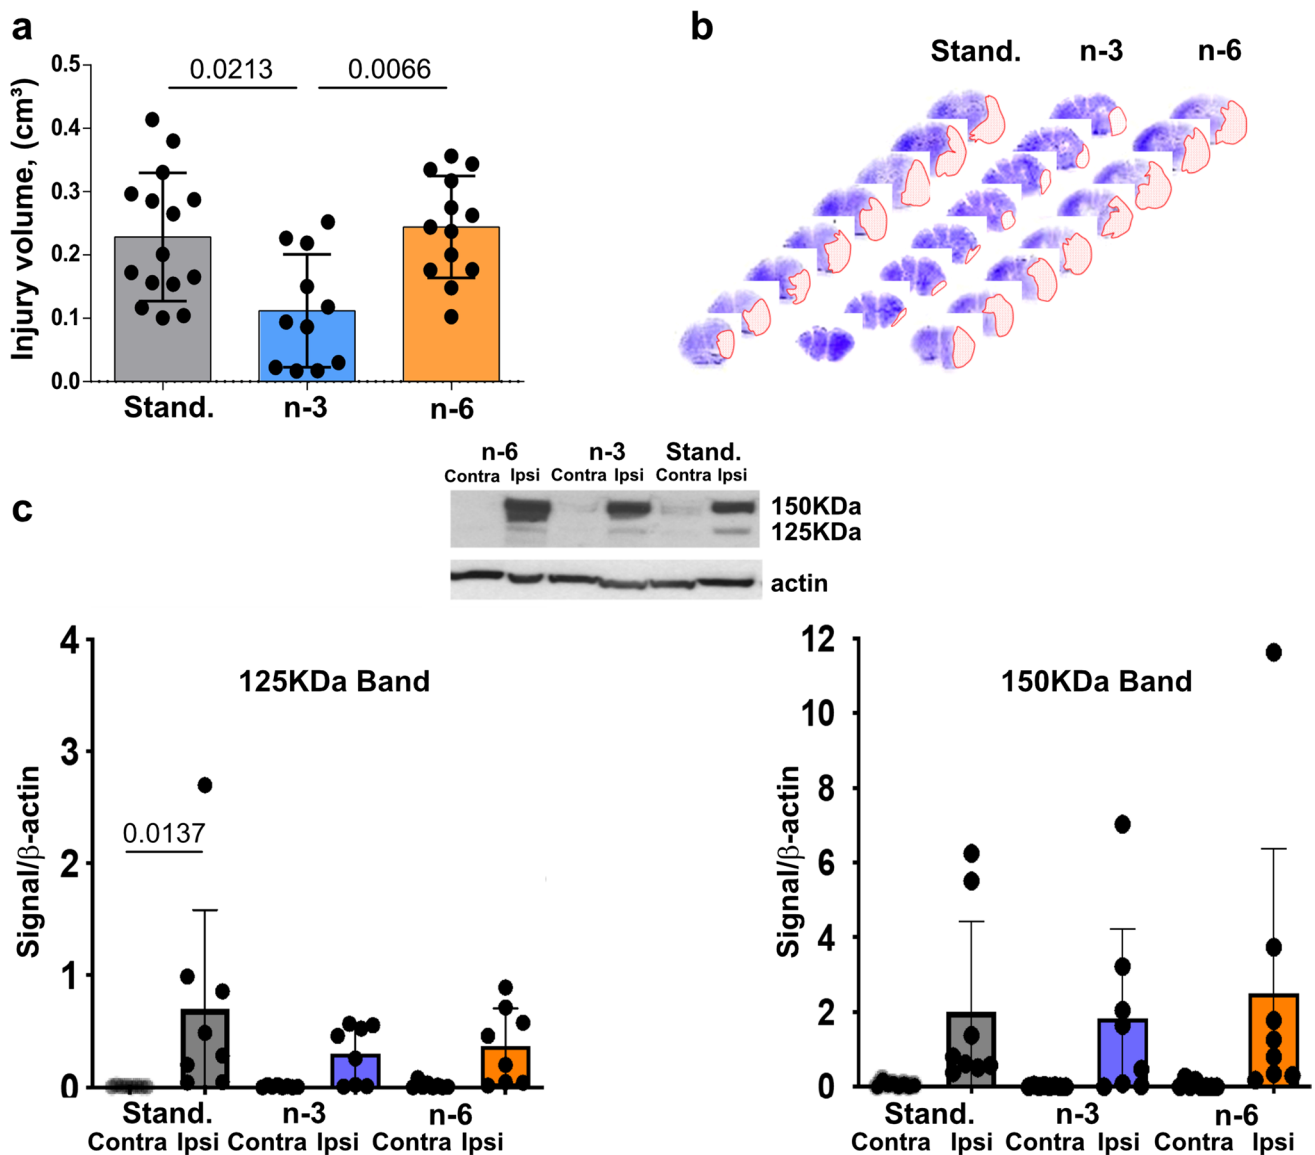 a
b
Injury volume, (cm³)
0.5
0.4
0.3
0.2
0.1
0.0
0.0213
0.0066
Stand.
n-3
n-6
Stand.
n-3
n-6
c
n-6
n-3
Stand.
Contra
Ipsi
Contra
Ipsi
Contra
Ipsi
150KDa
125KDa
actin
125KDa Band
Signal/β-actin
4
3
2
1
0
0.0137
Stand.
n-3
n-6
Contra
Ipsi
Contra
Ipsi
Contra
Ipsi
150KDa Band
Signal/β-actin
12
10
8
6
4
2
0
Stand.
n-3
n-6
Contra
Ipsi
Contra
Ipsi
Contra
Ipsi